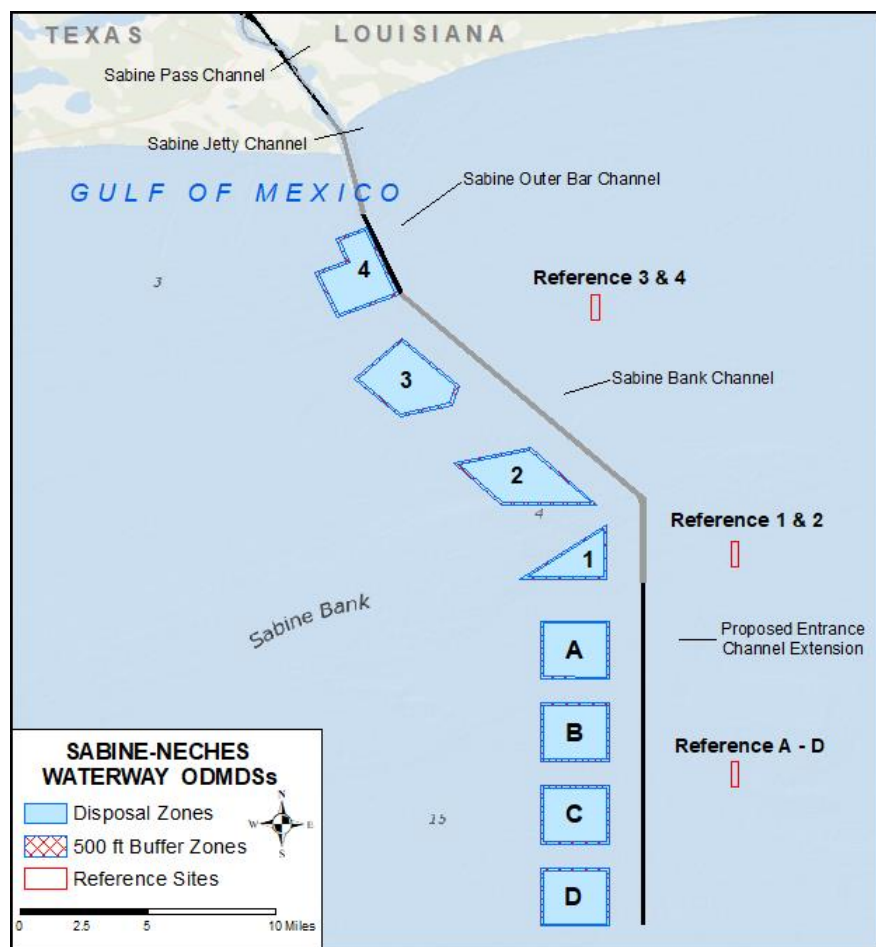 TEXAS
LOUISIANA
Sabine Pass Channel
Sabine Jetty Channel
GULF OF MEXICO
Sabine Outer Bar Channel
4
3
Reference 3 & 4
3
Sabine Bank Channel
2
4
Reference 1 & 2
1
Sabine Bank
A
Proposed Entrance
Channel Extension
B
Reference A - D
C
15
D
SABINE-NECHES
WATERWAY ODMDSs
Disposal Zones
500 ft Buffer Zones
Reference Sites
N
W E
S
0 2.5 5 10 Miles